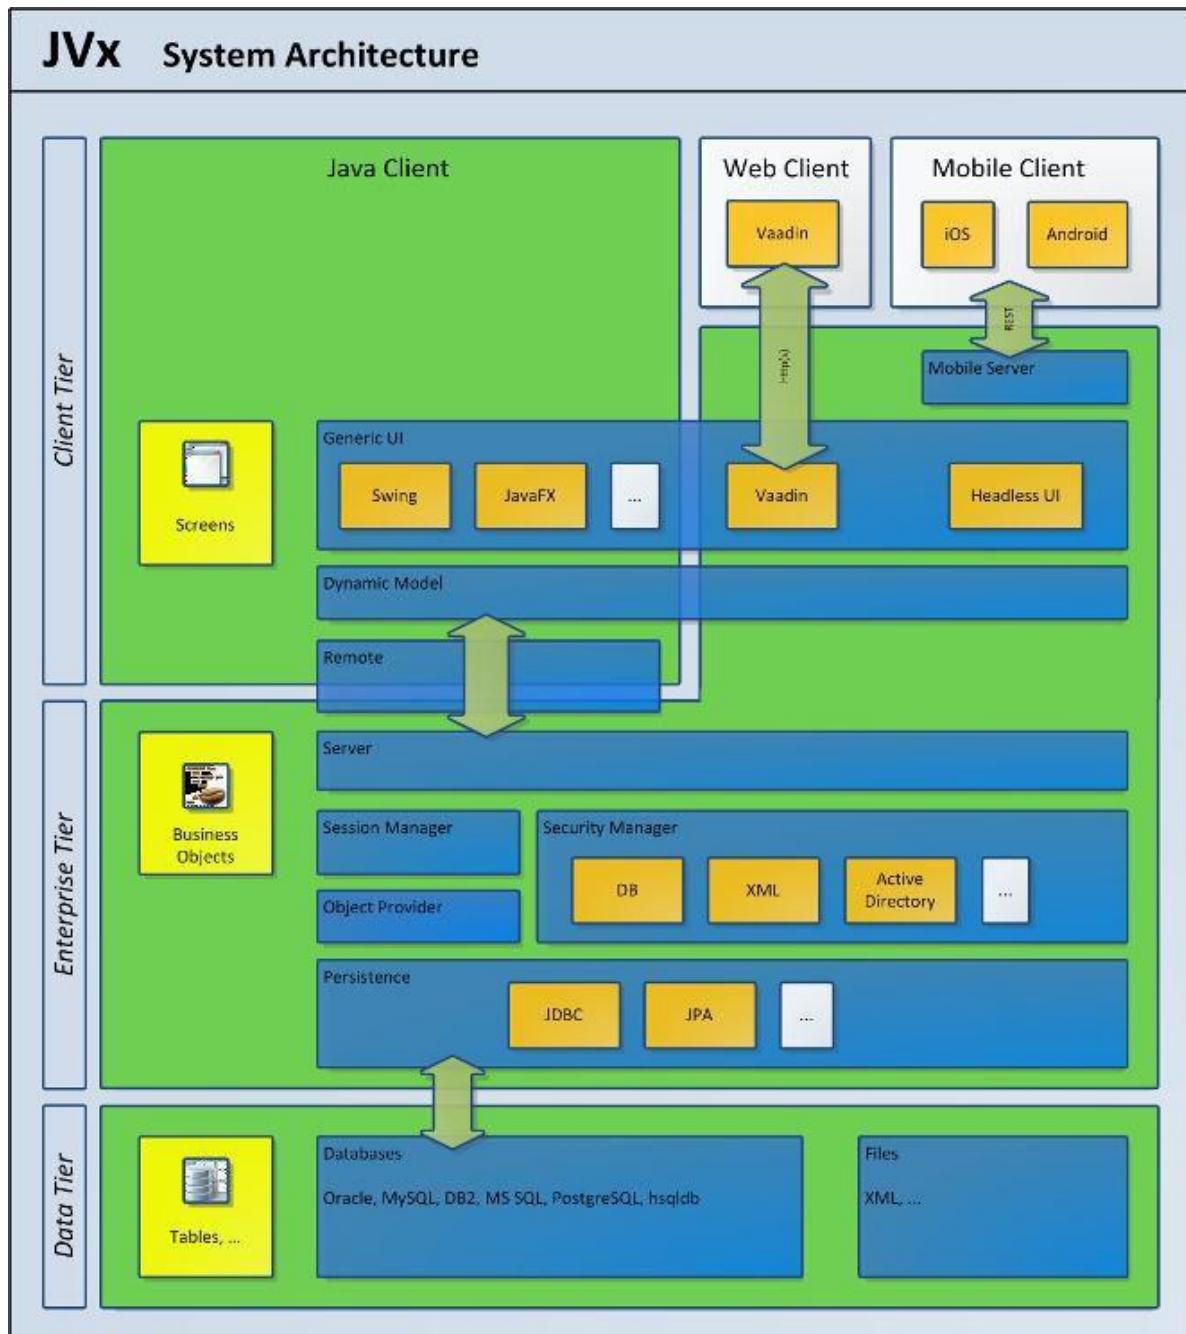 JVx System Architecture
Client Tier
Java Client
Web Client
Mobile Client
Vaadin
iOS
Android
Http(s)
REST
Mobile Server
Screens
Generic UI
Swing
JavaFX
...
Vaadin
Headless UI
Dynamic Model
Remote
Enterprise Tier
Business
Objects
Server
Session Manager
Security Manager
DB
XML
Active
Directory
...
Object Provider
Persistence
JDBC
JPA
...
Data Tier
Tables, ...
Databases
Oracle, MySQL, DB2, MS SQL, PostgreSQL, hsqldb
Files
XML, ...